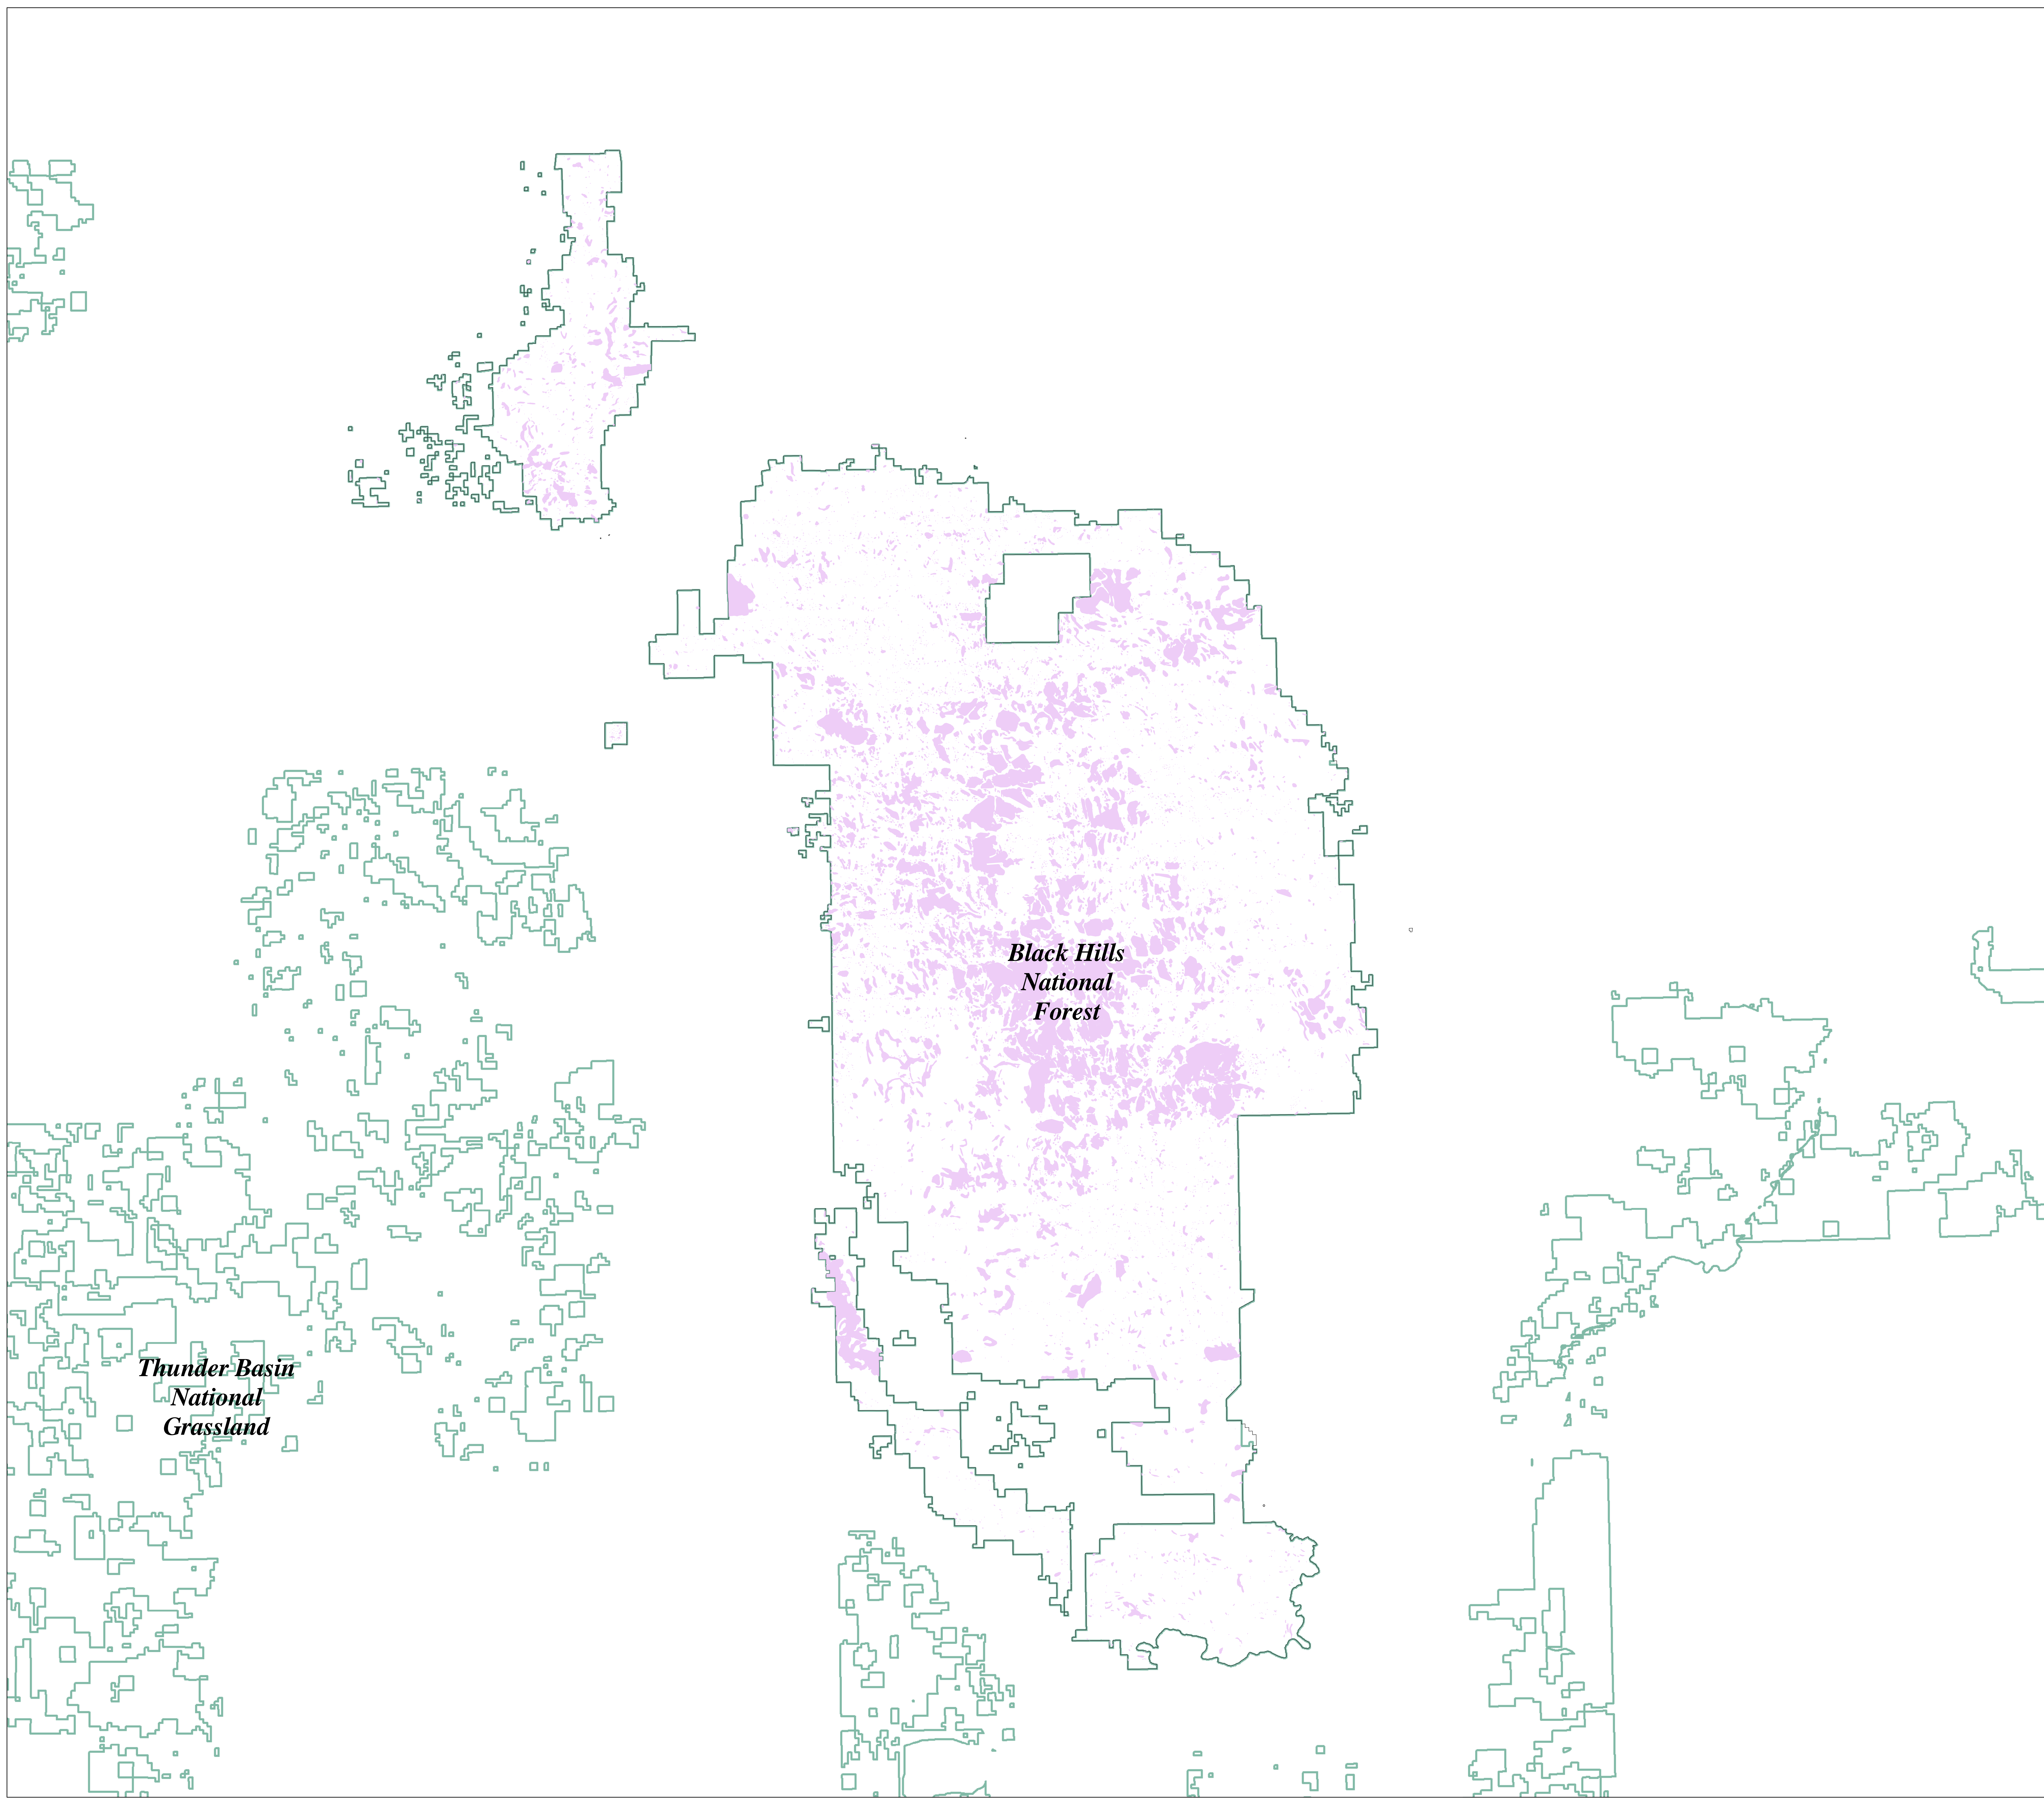 Black Hills
National
Forest
Thunder Basin
National
Grassland